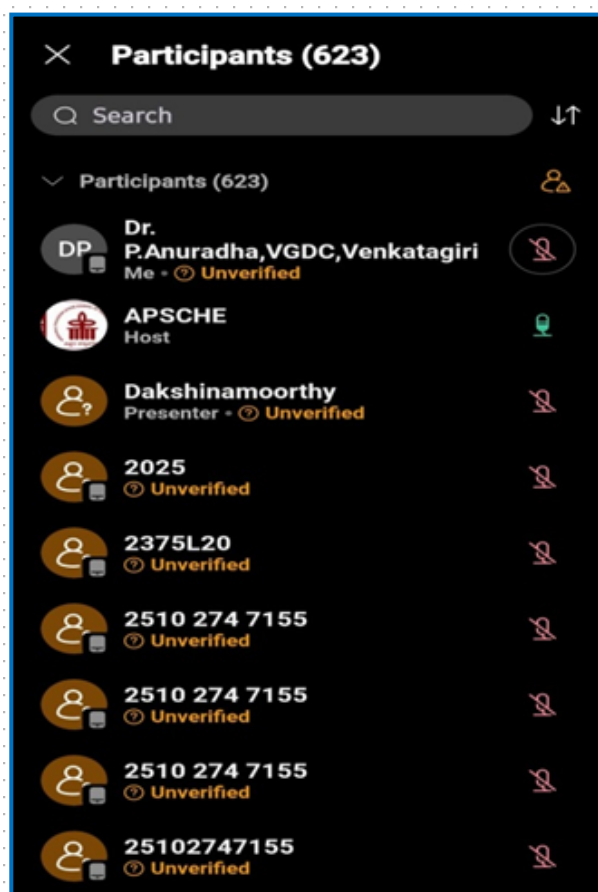 Participants (623)
Search
Participants (623)
Dr.
DP
P.Anuradha,VGDC,Venkatagiri
Me • Unverified
APSCHE
Host
Dakshinamoorthy
Presenter • Unverified
2025
Unverified
2375L20
Unverified
2510 274 7155
Unverified
2510 274 7155
Unverified
2510 274 7155
Unverified
25102747155
Unverified